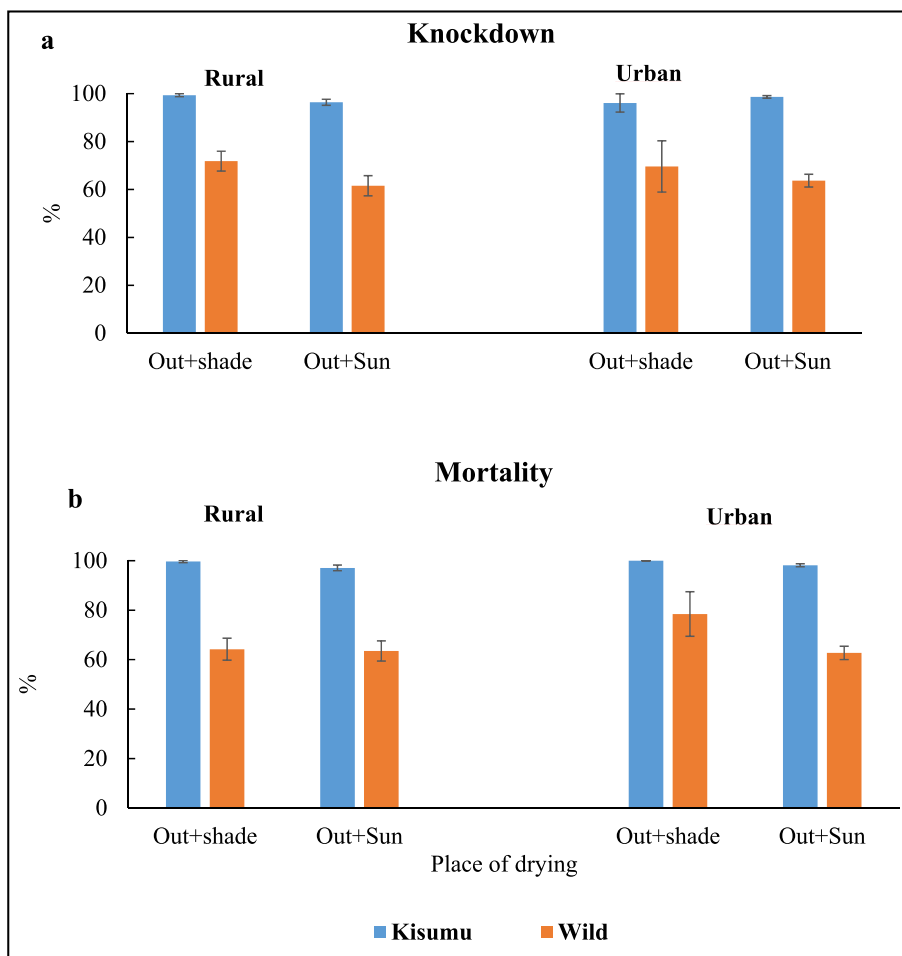 a
Knockdown
Rural
Urban
100
80
60
40
20
0
%
Out+shade Out+Sun Out+shade Out+Sun
Mortality
b
Rural
Urban
100
80
60
40
20
0
%
Out+shade Out+Sun Out+shade Out+Sun
Place of drying
Kisumu Wild